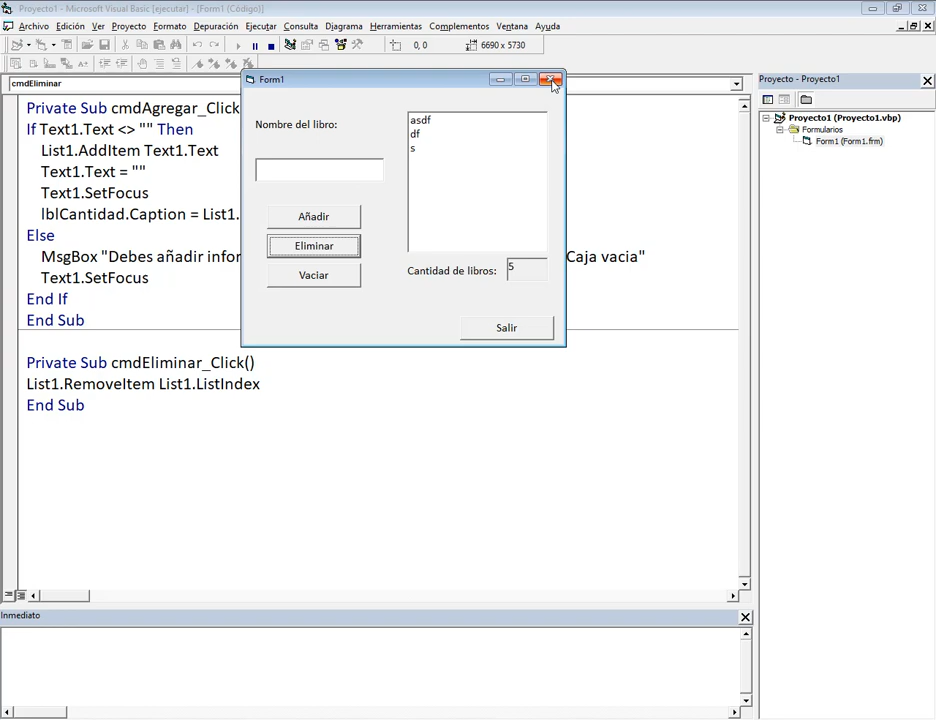 Proyecto1 - Microsoft Visual Basic [ejecutar] - [Form1 (Código)]
Archivo Edición Ver Proyecto Formato Depuración Ejecutar Consulta Diagrama Herramientas Complementos Ventana Ayuda
0, 0 6690 x 5730
cmdEliminar
Private Sub cmdAgregar_Click
If Text1.Text <> "" Then
List1.AddItem Text1.Text
Text1.Text = ""
Text1.SetFocus
lblCantidad.Caption = List1.
Else
MsgBox "Debes añadir infor Caja vacia"
Text1.SetFocus
End If
End Sub
Private Sub cmdEliminar_Click()
List1.RemoveItem List1.ListIndex
End Sub
Form1
Nombre del libro:
asdf
df
s
Añadir
Eliminar
Vaciar
Cantidad de libros: 5
Salir
Proyecto - Proyecto1
Proyecto1 (Proyecto1.vbp)
Formularios
Form1 (Form1.frm)
Inmediato